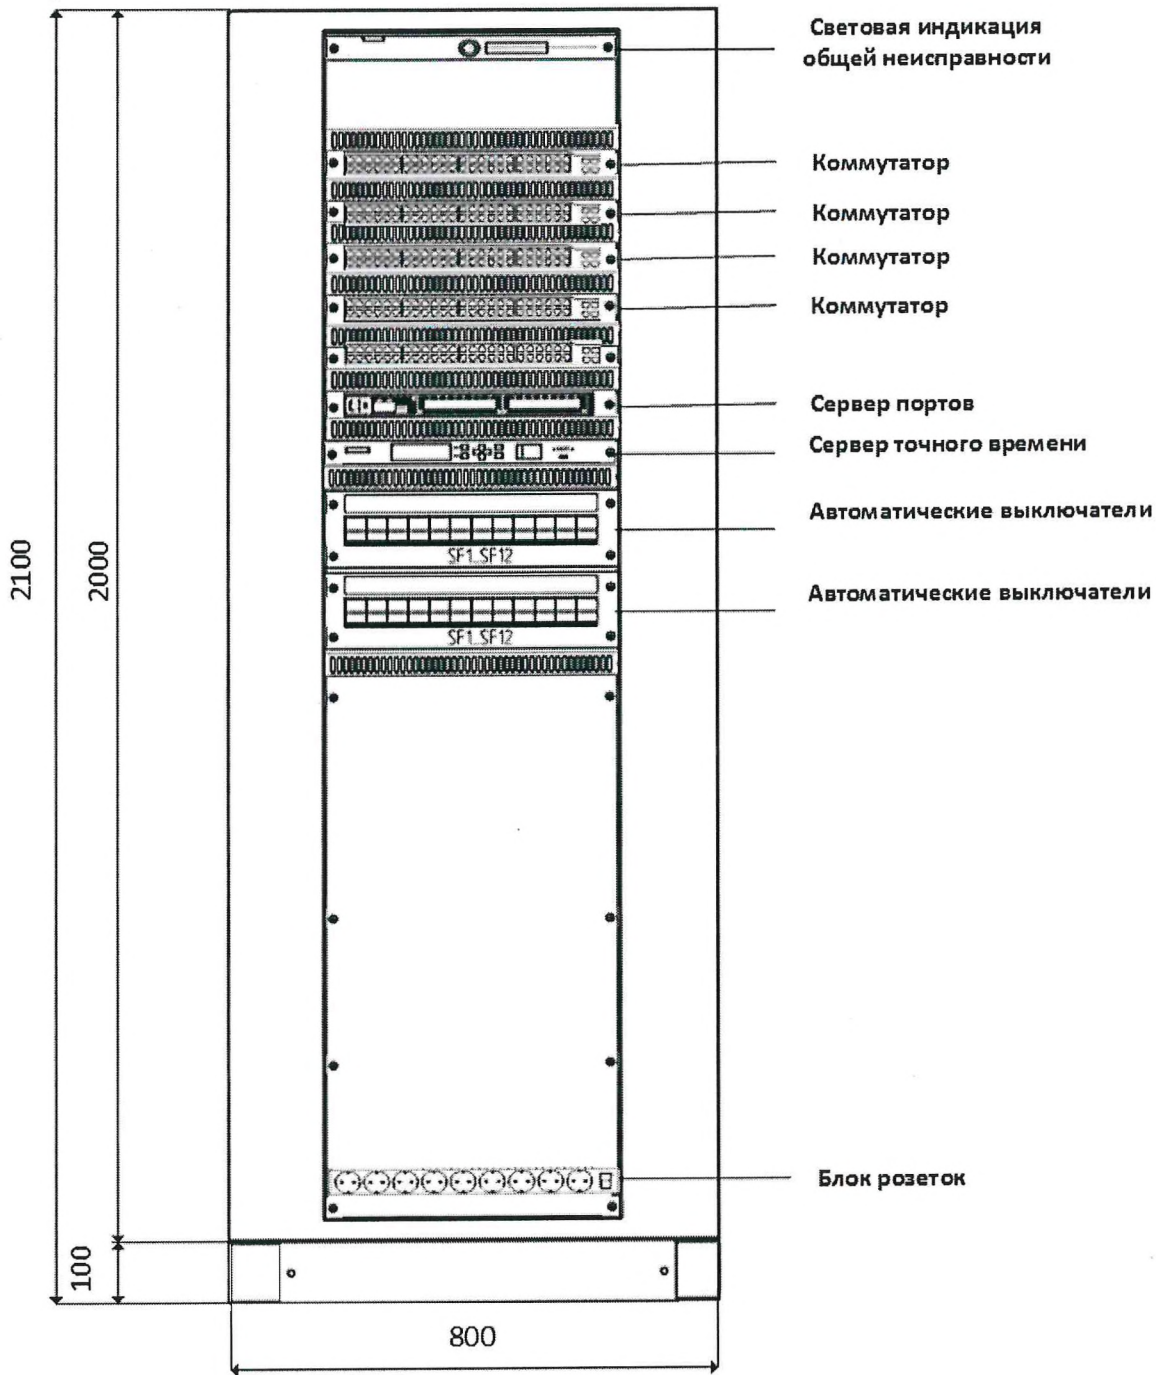 Световая индикация
общей неисправности
Коммутатор
Коммутатор
Коммутатор
Коммутатор
Сервер портов
Сервер точного времени
Автоматические выключатели
SF1..SF12
Автоматические выключатели
SF1..SF12
2100
2000
Блок розеток
100
800